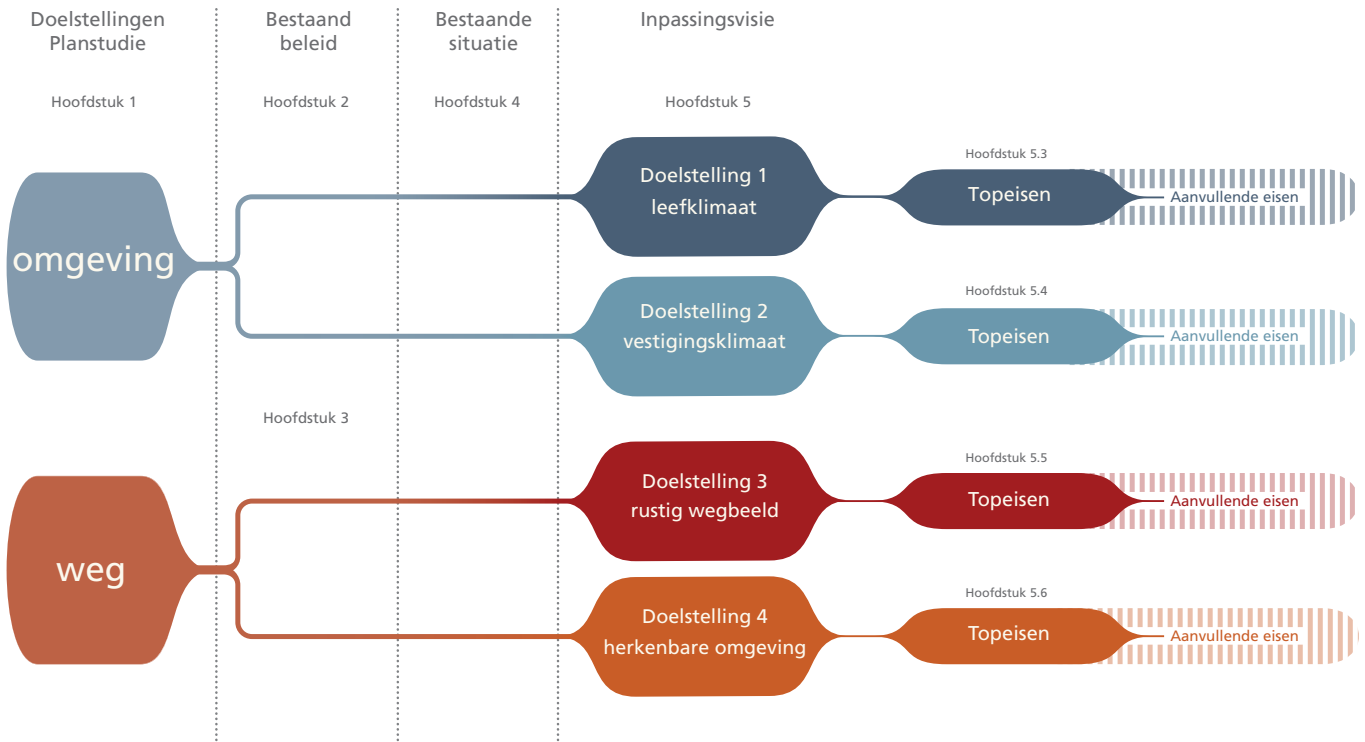 Doelstellingen
Planstudie
Bestaand
beleid
Bestaande
situatie
Inpassingsvisie
Hoofdstuk 1
Hoofdstuk 2
Hoofdstuk 4
Hoofdstuk 5
omgeving
Doelstelling 1
leefklimaat
Hoofdstuk 5.3
Topeisen
Aanvullende eisen
Doelstelling 2
vestigingsklimaat
Hoofdstuk 5.4
Topeisen
Aanvullende eisen
Hoofdstuk 3
weg
Doelstelling 3
rustig wegbeeld
Hoofdstuk 5.5
Topeisen
Aanvullende eisen
Doelstelling 4
herkenbare omgeving
Hoofdstuk 5.6
Topeisen
Aanvullende eisen